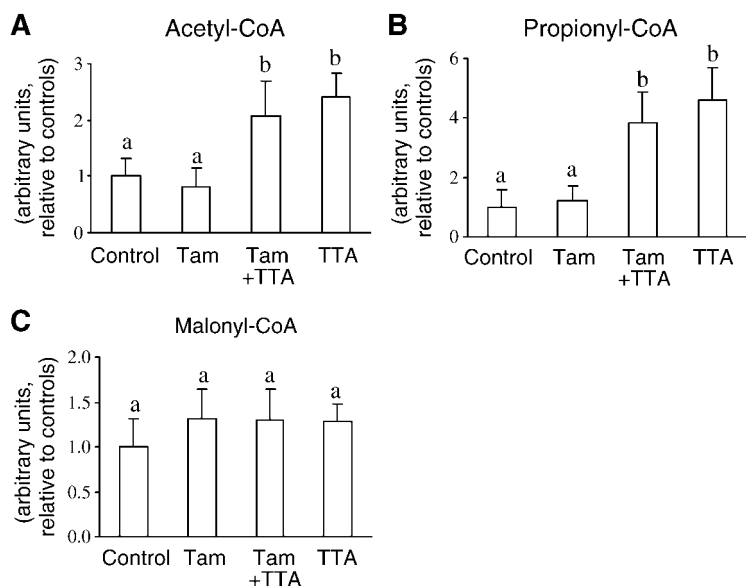 A
Acetyl-CoA
(arbitrary units,
relative to controls)
3
2
1
0
a
a
b
b
Control
Tam
Tam
+TTA
TTA
B
Propionyl-CoA
(arbitrary units,
relative to controls)
6
4
2
0
a
a
b
b
Control
Tam
Tam
+TTA
TTA
C
Malonyl-CoA
(arbitrary units,
relative to controls)
2.0
1.5
1.0
0.5
0.0
a
a
a
a
Control
Tam
Tam
+TTA
TTA